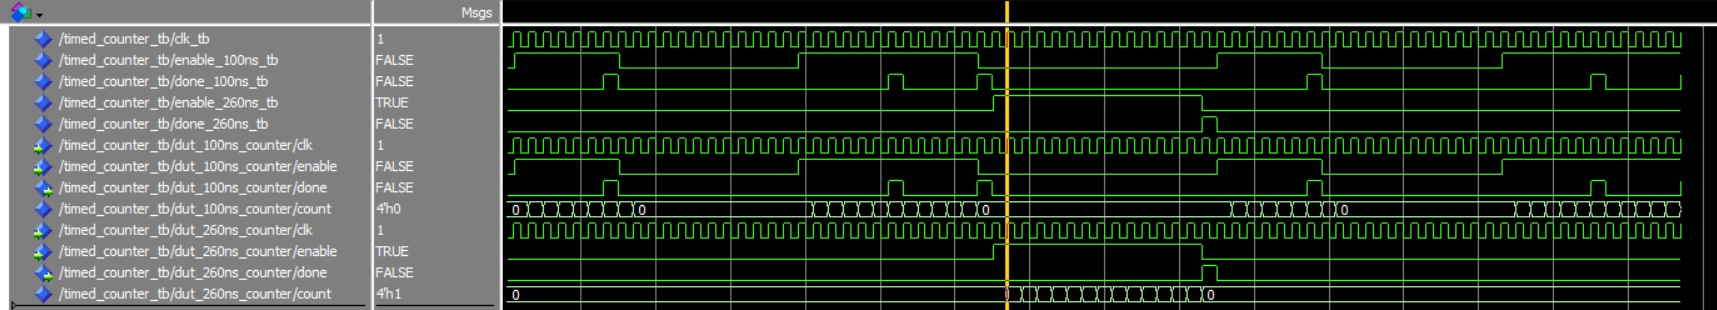 Msgs
/timed_counter_tb/clk_tb 1
/timed_counter_tb/enable_100ns_tb FALSE
/timed_counter_tb/done_100ns_tb FALSE
/timed_counter_tb/enable_260ns_tb TRUE
/timed_counter_tb/done_260ns_tb FALSE
/timed_counter_tb/dut_100ns_counter/clk 1
/timed_counter_tb/dut_100ns_counter/enable FALSE
/timed_counter_tb/dut_100ns_counter/done FALSE
/timed_counter_tb/dut_100ns_counter/count 4'h0 0 0 0 0
/timed_counter_tb/dut_260ns_counter/clk 1
/timed_counter_tb/dut_260ns_counter/enable TRUE
/timed_counter_tb/dut_260ns_counter/done FALSE
/timed_counter_tb/dut_260ns_counter/count 4'h1 0 0